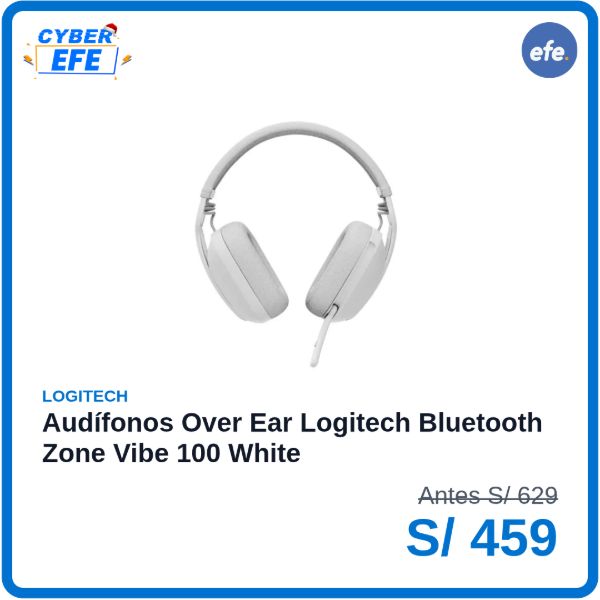 CYBER
EFE
efe.
LOGITECH
Audífonos Over Ear Logitech Bluetooth
Zone Vibe 100 White
Antes S/ 629
S/ 459